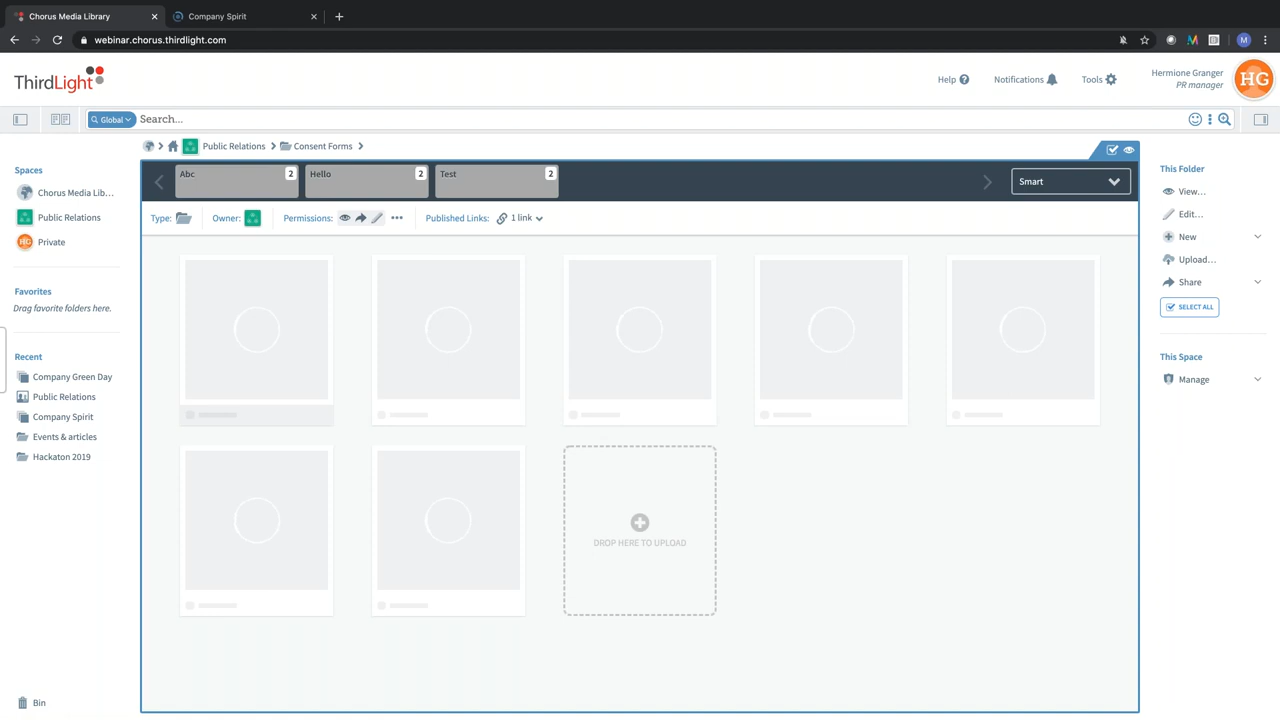 Chorus Media Library
Company Spirit
webinar.chorus.thirdlight.com
M
ThirdLight
Help ?
Notifications
Tools
Hermione Granger
PR manager
HG
Global
Search...
Public Relations
Consent Forms
Spaces
Chorus Media Lib...
Public Relations
HG Private
Favorites
Drag favorite folders here.
Recent
Company Green Day
Public Relations
Company Spirit
Events & articles
Hackaton 2019
Bin
Abc 2
Hello 2
Test 2
Smart
Type:
Owner:
Permissions:
Published Links: 1 link
DROP HERE TO UPLOAD
This Folder
View...
Edit...
New
Upload...
Share
SELECT ALL
This Space
Manage